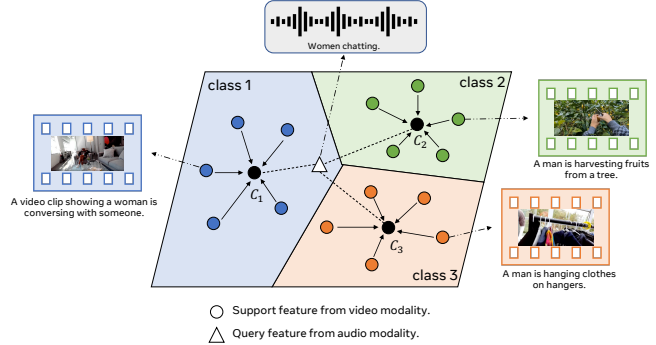 Women chatting.
class 1
class 2
C1
C2
A video clip showing a woman is
conversing with someone.
A man is harvesting fruits
from a tree.
C3
class 3
A man is hanging clothes
on hangers.
Support feature from video modality.
Query feature from audio modality.